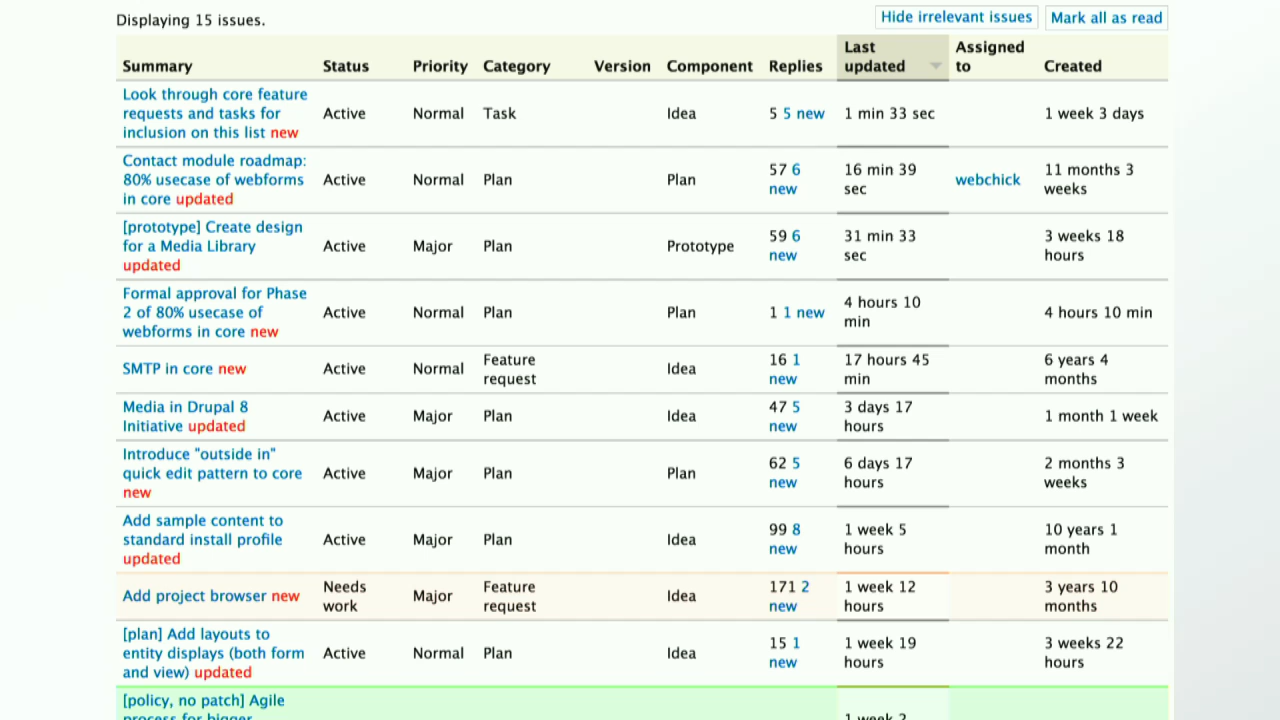 Displaying 15 issues.
Hide irrelevant issues
Mark all as read
Summary
Status
Priority
Category
Version
Component
Replies
Last
updated
Assigned
to
Created
Look through core feature
requests and tasks for
inclusion on this list new
Active
Normal
Task
Idea
5 5 new
1 min 33 sec
1 week 3 days
Contact module roadmap:
80% usecase of webforms
in core updated
Active
Normal
Plan
Plan
57 6
new
16 min 39
sec
webchick
11 months 3
weeks
[prototype] Create design
for a Media Library
updated
Active
Major
Plan
Prototype
59 6
new
31 min 33
sec
3 weeks 18
hours
Formal approval for Phase
2 of 80% usecase of
webforms in core new
Active
Normal
Plan
Plan
1 1 new
4 hours 10
min
4 hours 10 min
SMTP in core new
Active
Normal
Feature
request
Idea
16 1
new
17 hours 45
min
6 years 4
months
Media in Drupal 8
Initiative updated
Active
Major
Plan
Idea
47 5
new
3 days 17
hours
1 month 1 week
Introduce "outside in"
quick edit pattern to core
new
Active
Major
Plan
Plan
62 5
new
6 days 17
hours
2 months 3
weeks
Add sample content to
standard install profile
updated
Active
Major
Plan
Idea
99 8
new
1 week 5
hours
10 years 1
month
Add project browser new
Needs
work
Major
Feature
request
Idea
171 2
new
1 week 12
hours
3 years 10
months
[plan] Add layouts to
entity displays (both form
and view) updated
Active
Normal
Plan
Idea
15 1
new
1 week 19
hours
3 weeks 22
hours
[policy, no patch] Agile
process for bigger
1 week 2